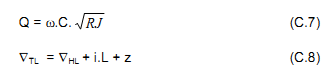 Q = ω.C. √RJ (C.7)
∇TL = ∇HL + i.L + z (C.8)